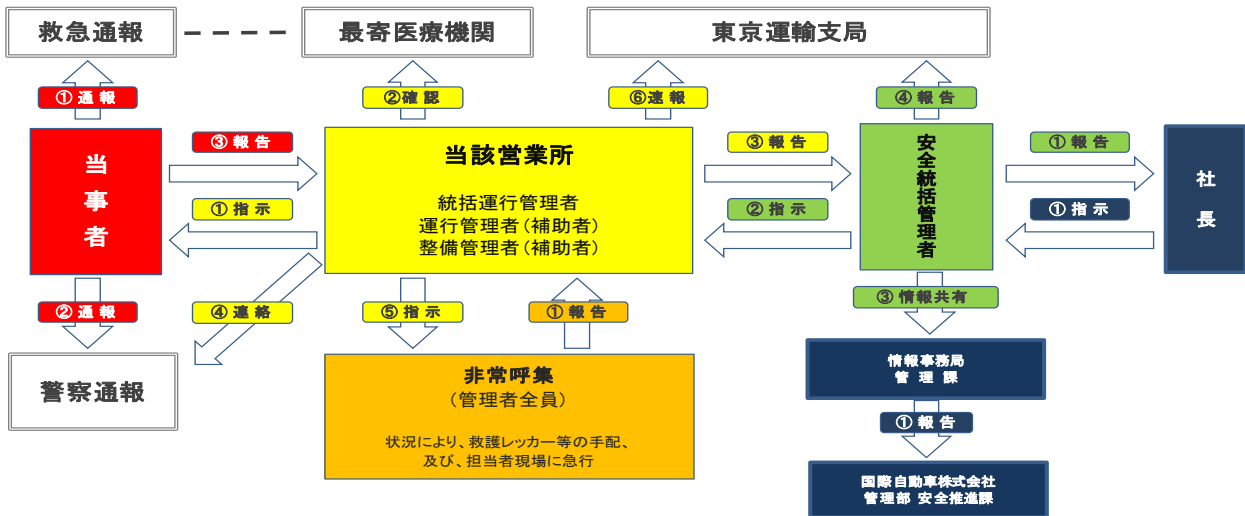 救急通報
最寄医療機関
東京運輸支局
①通報
②確認
⑥速報
④報告
当事者
③報告
①指示
当該営業所
統括運行管理者
運行管理者(補助者)
整備管理者(補助者)
③報告
②指示
安全統括管理者
①報告
①指示
社長
②通報
④連絡
⑤指示
①報告
③情報共有
警察通報
非常呼集
(管理者全員)
状況により、救護レッカー等の手配、
及び、担当者現場に急行
情報事務局
管理課
①報告
国際自動車株式会社
管理部 安全推進課